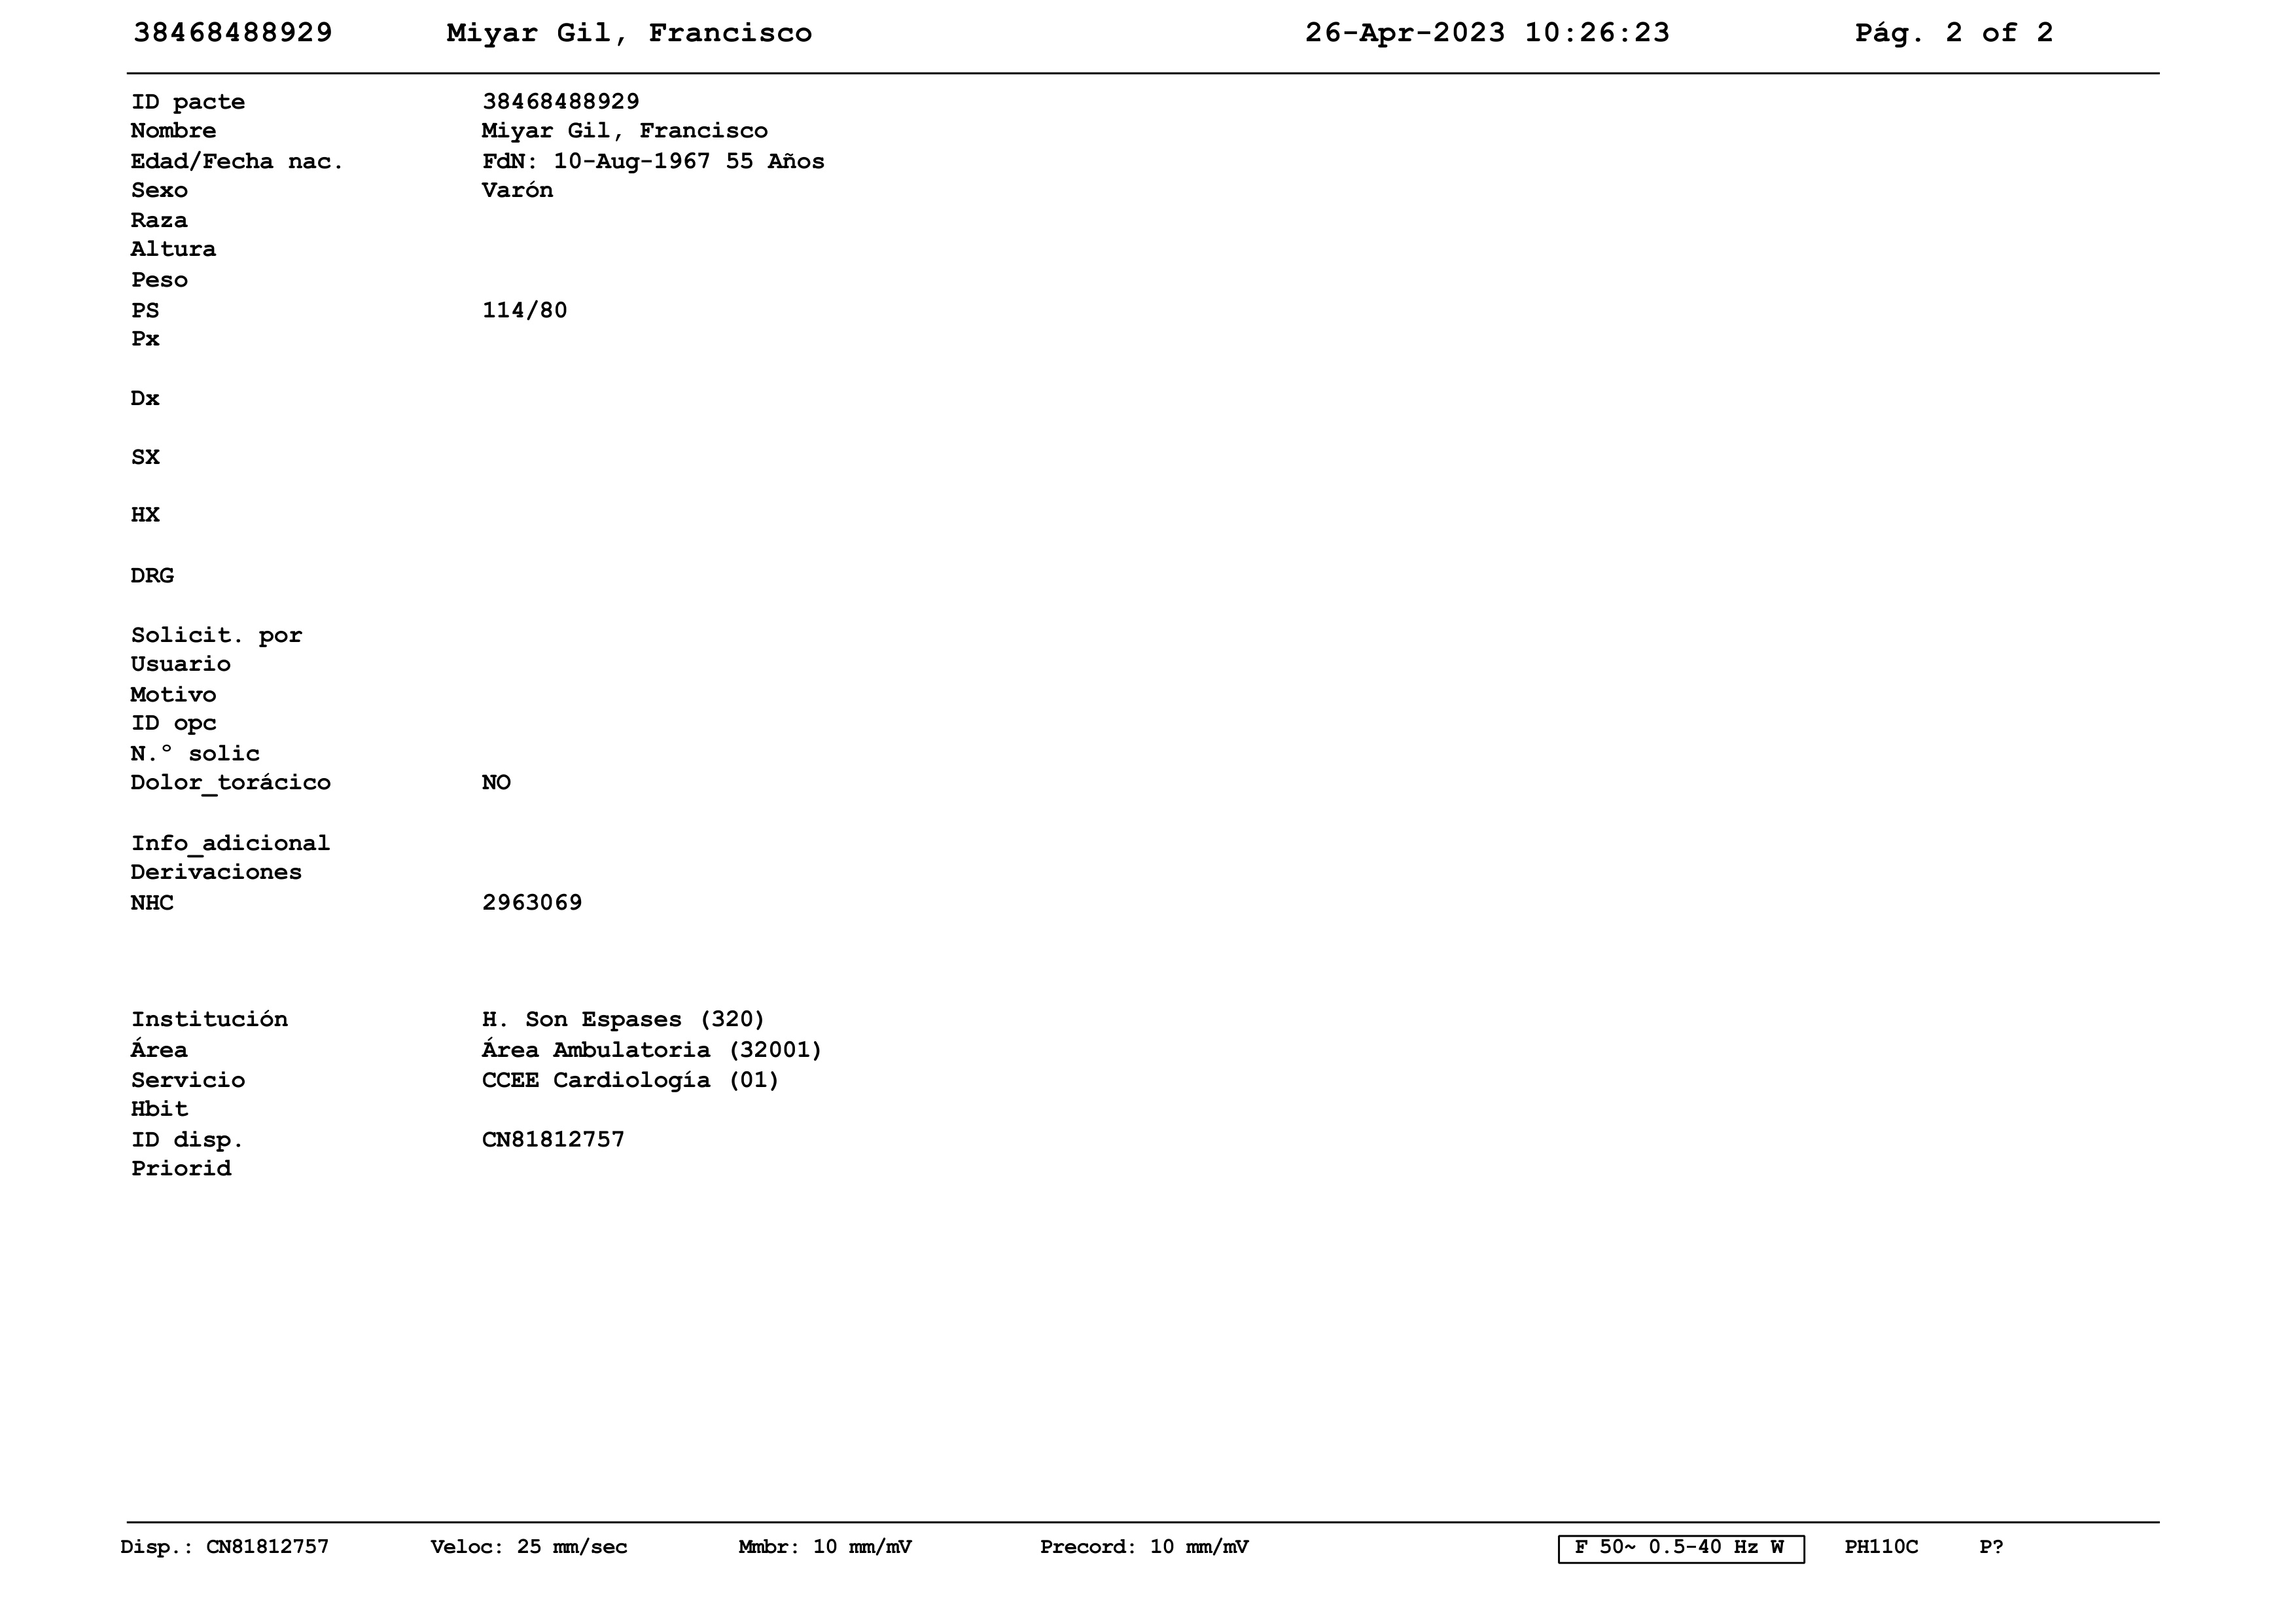 38468488929 Miyar Gil, Francisco 26-Apr-2023 10:26:23 Pág. 2 of 2
ID pacte 38468488929
Nombre Miyar Gil, Francisco
Edad/Fecha nac. FdN: 10-Aug-1967 55 Años
Sexo Varón
Raza
Altura
Peso
PS 114/80
Px
Dx
SX
HX
DRG
Solicit. por
Usuario
Motivo
ID opc
N.º solic
Dolor_torácico NO
Info_adicional
Derivaciones
NHC 2963069
Institución H. Son Espases (320)
Área Área Ambulatoria (32001)
Servicio CCEE Cardiología (01)
Hbit
ID disp. CN81812757
Priorid
Disp.: CN81812757 Veloc: 25 mm/sec Mmbr: 10 mm/mV Precord: 10 mm/mV F 50~ 0.5-40 Hz W PH110C P?